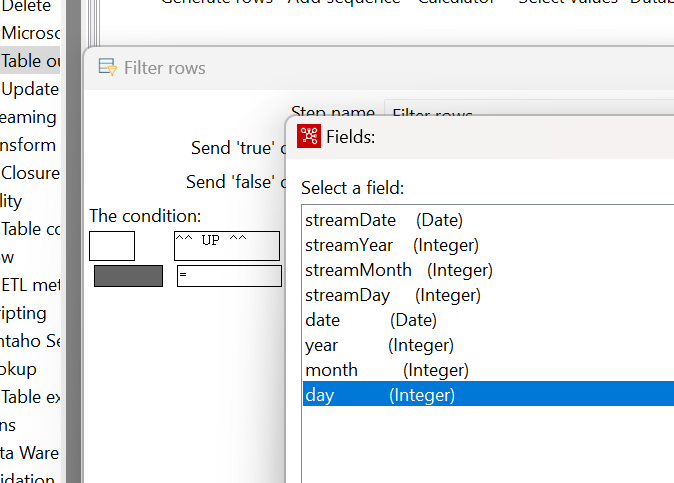 Delete
Generate rows Add sequence Calculator Select values
Microso
Table ou
Update
eaming
nsform
Closure
lity
Table co
w
ETL met
ripting
ntaho Se
okup
Table ex
ns
ta Ware
idation
Filter rows
Step name Filter rows
Send 'true'
Send 'false'
The condition:
^^ UP ^^
=
Fields:
Select a field:
streamDate (Date)
streamYear (Integer)
streamMonth (Integer)
streamDay (Integer)
date (Date)
year (Integer)
month (Integer)
day (Integer)